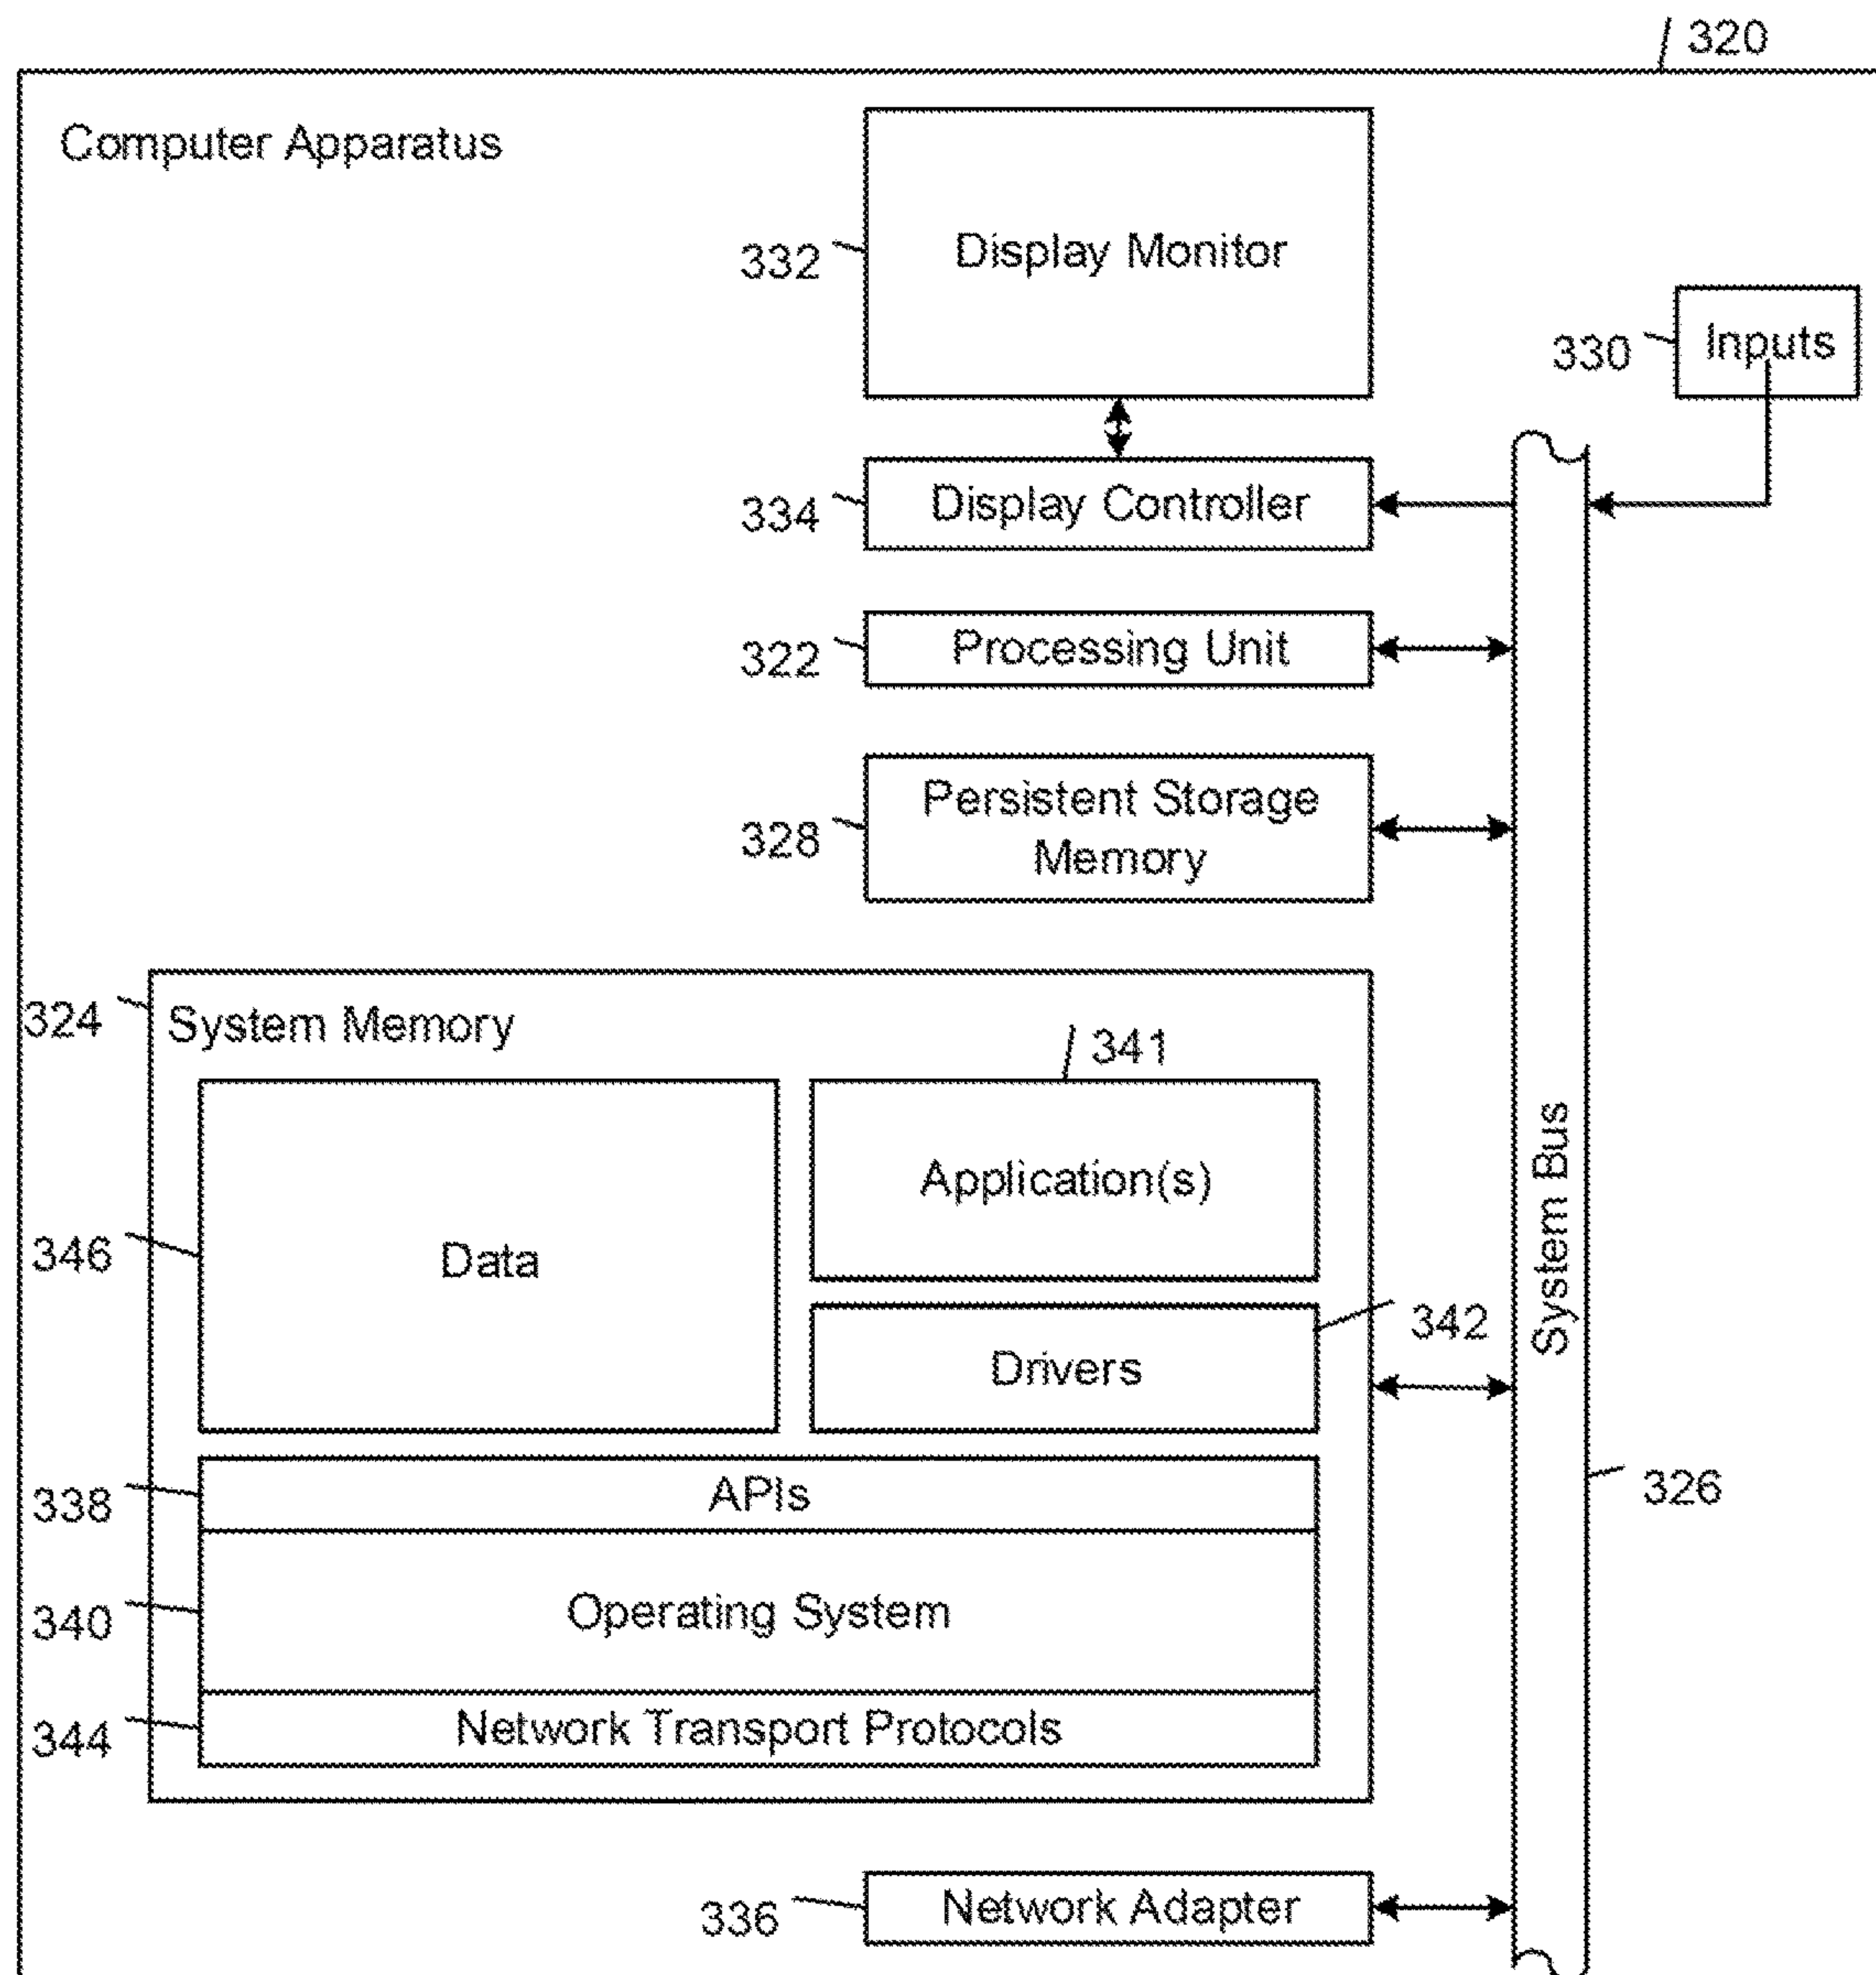 320
Computer Apparatus
332
Display Monitor
330
Inputs
334
Display Controller
322
Processing Unit
328
Persistent Storage
Memory
324
System Memory
341
Application(s)
346
Data
342
Drivers
System Bus
338
APIs
326
340
Operating System
344
Network Transport Protocols
336
Network Adapter